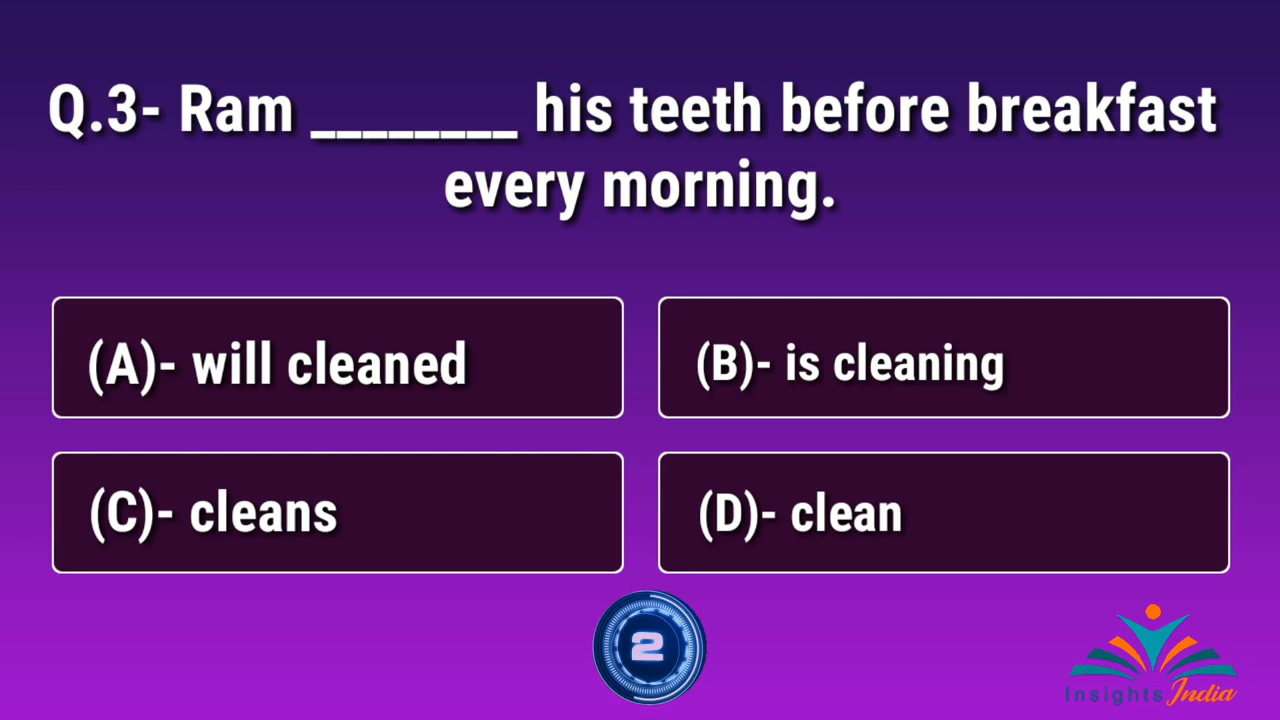 Q.3- Ram ________ his teeth before breakfast
every morning.
(A)- will cleaned
(B)- is cleaning
(C)- cleans
(D)- clean
2
Insights India